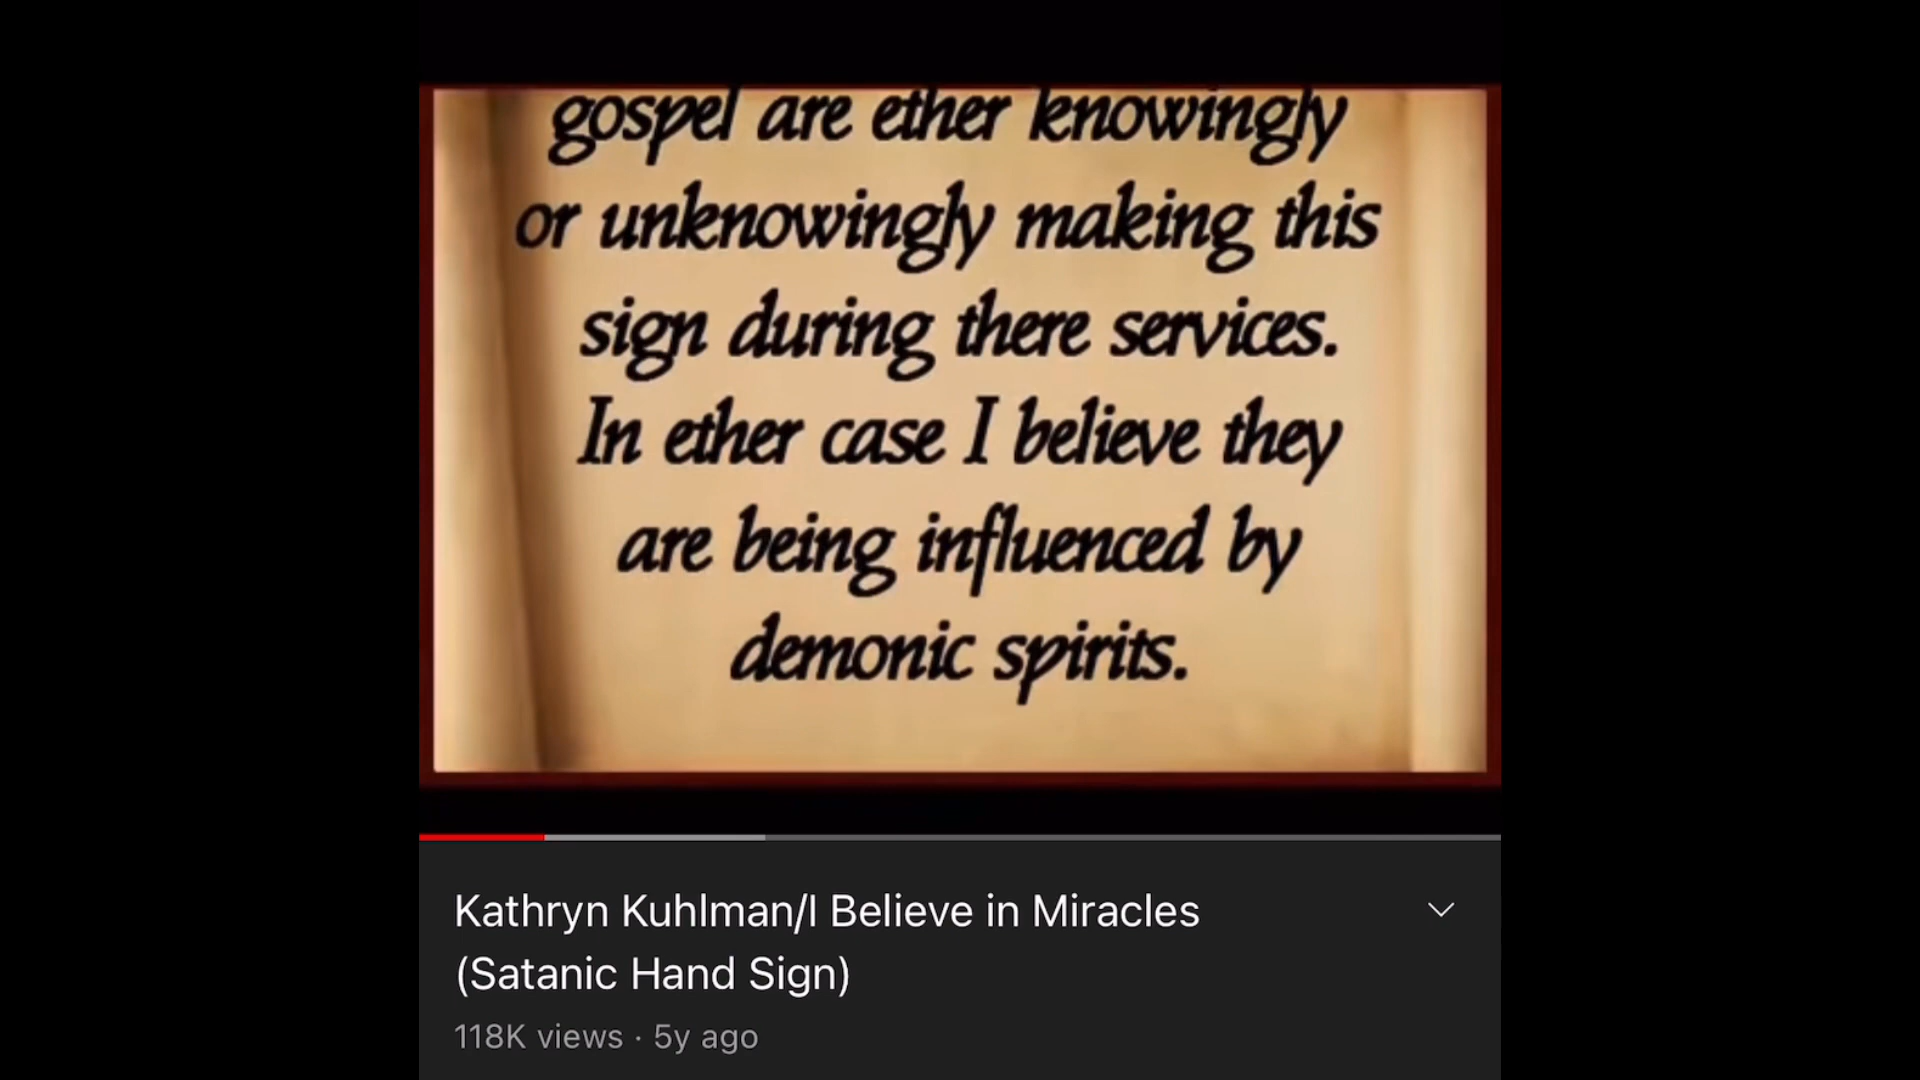 gospel are ether knowingly
or unknowingly making this
sign during there services.
In ether case I believe they
are being influenced by
demonic spirits.
Kathryn Kuhlman/I Believe in Miracles
(Satanic Hand Sign)
118K views · 5y ago